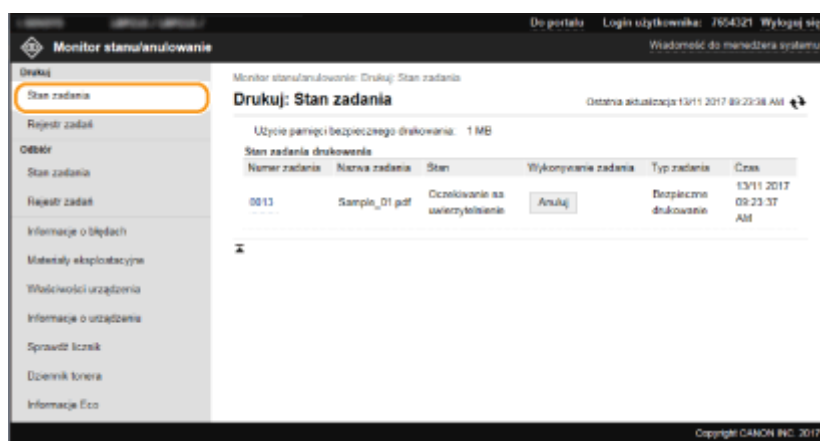 Do portalu Login użytkownika: 7654321 Wyloguj się
Monitor stanu/anulowanie
Wiadomość do menedżera systemu
Drukuj
Stan zadania
Rejestr zadań
Odbiór
Stan zadania
Rejestr zadań
Informacje o błędach
Materiały eksploatacyjne
Właściwości urządzenia
Informacje o urządzeniu
Sprawdź licznik
Dziennik tonera
Informacje Eco
Monitor stanu/anulowanie: Drukuj: Stan zadania
Drukuj: Stan zadania
Ostatnia aktualizacja:13/11 2017 09:23:38 AM
Użycie pamięci bezpiecznego drukowania: 1 MB
Stan zadania drukowania
Numer zadania Nazwa zadania Stan Wykonywanie zadania Typ zadania Czas
0013 Sample_01.pdf Oczekiwanie na uwierzytelnienie Anuluj Bezpieczne drukowanie 13/11 2017 09:23:37 AM
Copyright CANON INC. 2017